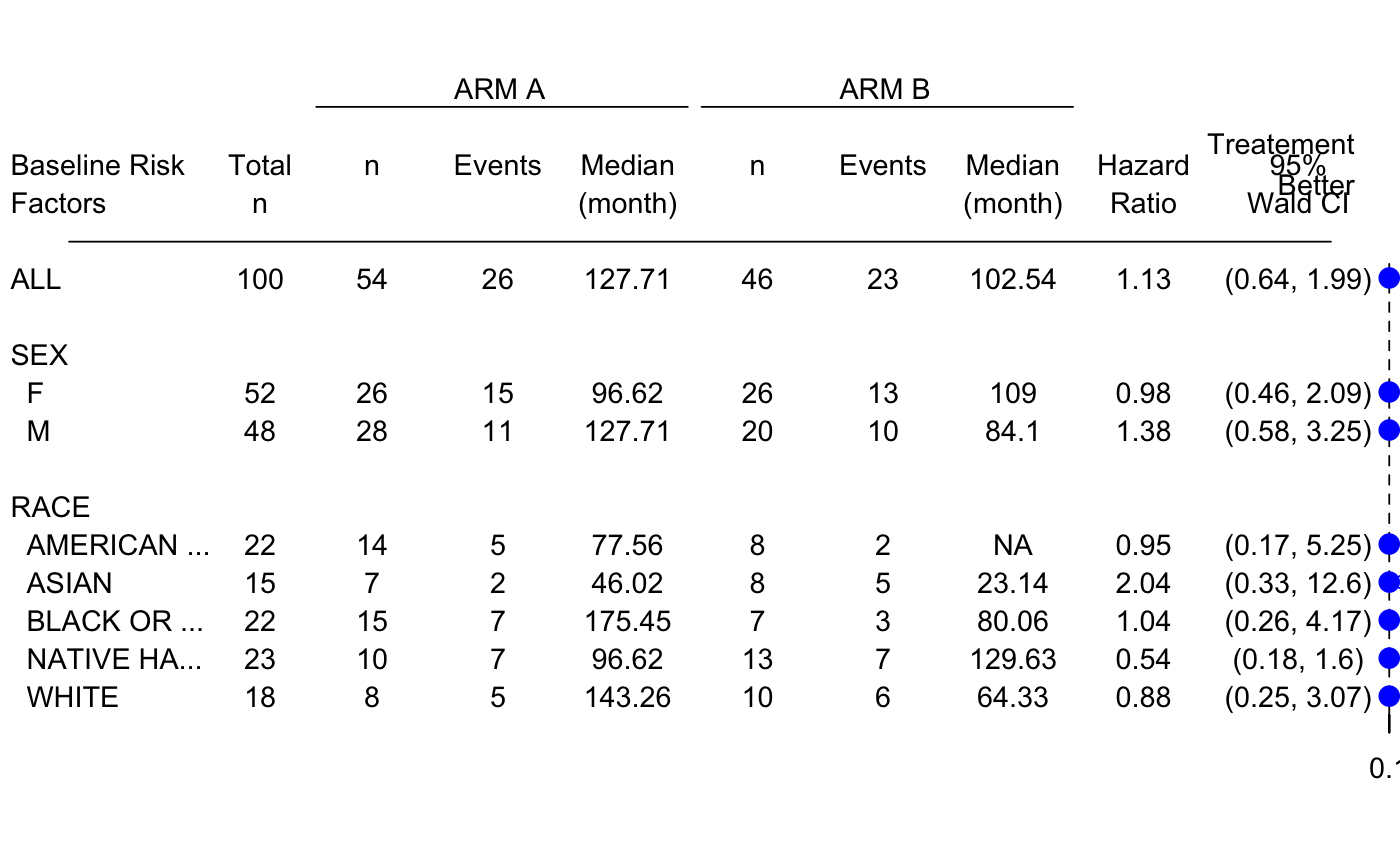 ARM A ARM B
Treatement
Baseline Risk Total n Events Median n Events Median Hazard 95%
Better
Factors n (month) (month) Ratio Wald CI
ALL 100 54 26 127.71 46 23 102.54 1.13 (0.64, 1.99)
SEX
F 52 26 15 96.62 26 13 109 0.98 (0.46, 2.09)
M 48 28 11 127.71 20 10 84.1 1.38 (0.58, 3.25)
RACE
AMERICAN ... 22 14 5 77.56 8 2 NA 0.95 (0.17, 5.25)
ASIAN 15 7 2 46.02 8 5 23.14 2.04 (0.33, 12.6)
BLACK OR ... 22 15 7 175.45 7 3 80.06 1.04 (0.26, 4.17)
NATIVE HA... 23 10 7 96.62 13 7 129.63 0.54 (0.18, 1.6)
WHITE 18 8 5 143.26 10 6 64.33 0.88 (0.25, 3.07)